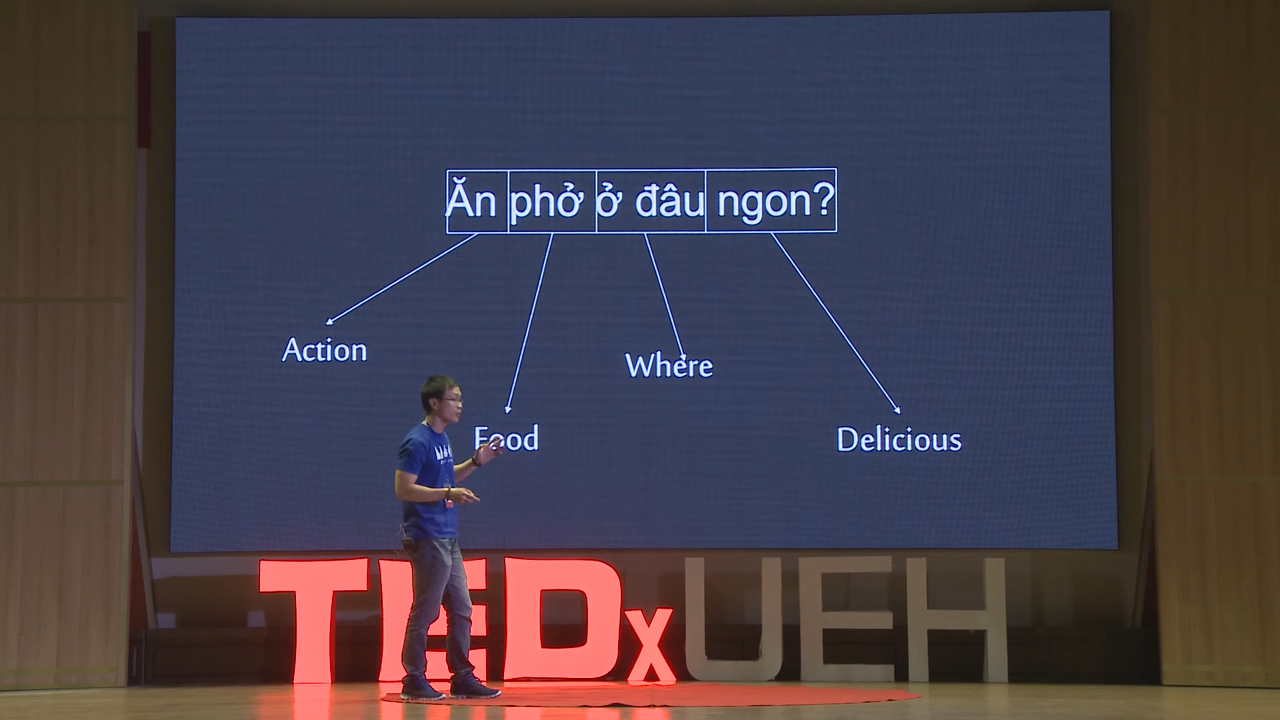 Ăn phở ở đâu ngon?
Action
Where
Food
Delicious
TEDxUEH